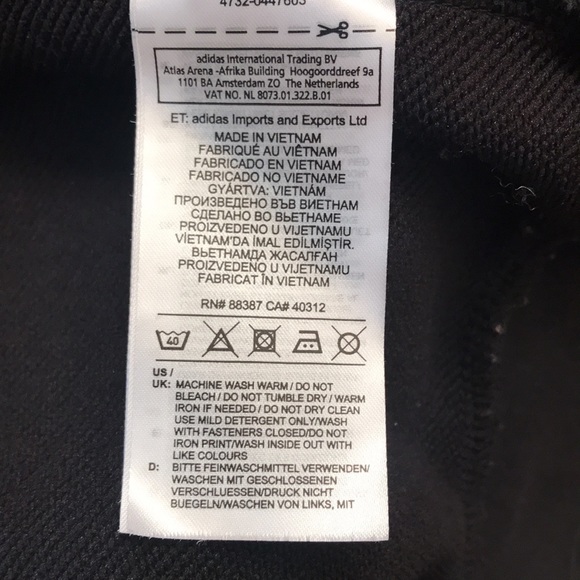 4732-0447603
adidas International Trading BV
Atlas Arena -Afrika Building Hoogoorddreef 9a
1101 BA Amsterdam ZO The Netherlands
VAT NO. NL 8073.01.322.B.01
ET: adidas Imports and Exports Ltd
MADE IN VIETNAM
FABRIQUÉ AU VIÊTNAM
FABRICADO EN VIETNAM
FABRICADO NO VIETNAME
GYÁRTVA: VIETNÁM
ПРОИЗВЕДЕНО ВЪВ ВИЕТНАМ
СДЕЛАНО ВО ВЬЕТНАМЕ
PROIZVEDENO U VIJETNAMU
VİETNAM'DA İMAL EDİLMİŞTİR.
ВЬЕТНАМДА ЖАСАЛҒАН
PROIZVEDENO U VIJETNAMU
FABRICAT ÎN VIETNAM
RN# 88387 CA# 40312
40
US /
UK: MACHINE WASH WARM / DO NOT
BLEACH / DO NOT TUMBLE DRY / WARM
IRON IF NEEDED / DO NOT DRY CLEAN
USE MILD DETERGENT ONLY/WASH
WITH FASTENERS CLOSED/DO NOT
IRON PRINT/WASH INSIDE OUT WITH
LIKE COLOURS
D: BITTE FEINWASCHMITTEL VERWENDEN/
WASCHEN MIT GESCHLOSSENEN
VERSCHLUESSEN/DRUCK NICHT
BUEGELN/WASCHEN VON LINKS, MIT